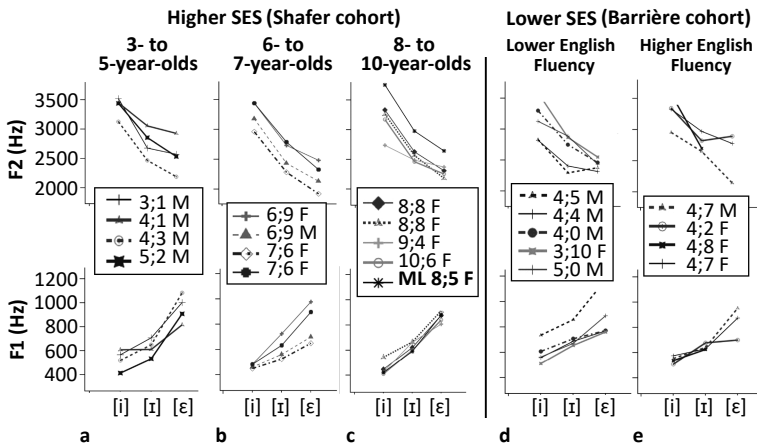 Higher SES (Shafer cohort)
Lower SES (Barrière cohort)
3- to
5-year-olds
6- to
7-year-olds
8- to
10-year-olds
Lower English
Fluency
Higher English
Fluency
F2 (Hz)
3500
3000
2500
2000
3;1 M
4;1 M
4;3 M
5;2 M
6;9 F
6;9 M
7;6 F
7;6 F
8;8 F
8;8 F
9;4 F
10;6 F
ML 8;5 F
4;5 M
4;4 M
4;0 M
3;10 F
5;0 M
4;7 M
4;2 F
4;8 F
4;7 F
F1 (Hz)
1200
1000
800
600
400
[i] [ɪ] [ɛ]
[i] [ɪ] [ɛ]
[i] [ɪ] [ɛ]
[i] [ɪ] [ɛ]
[i] [ɪ] [ɛ]
a b c d e